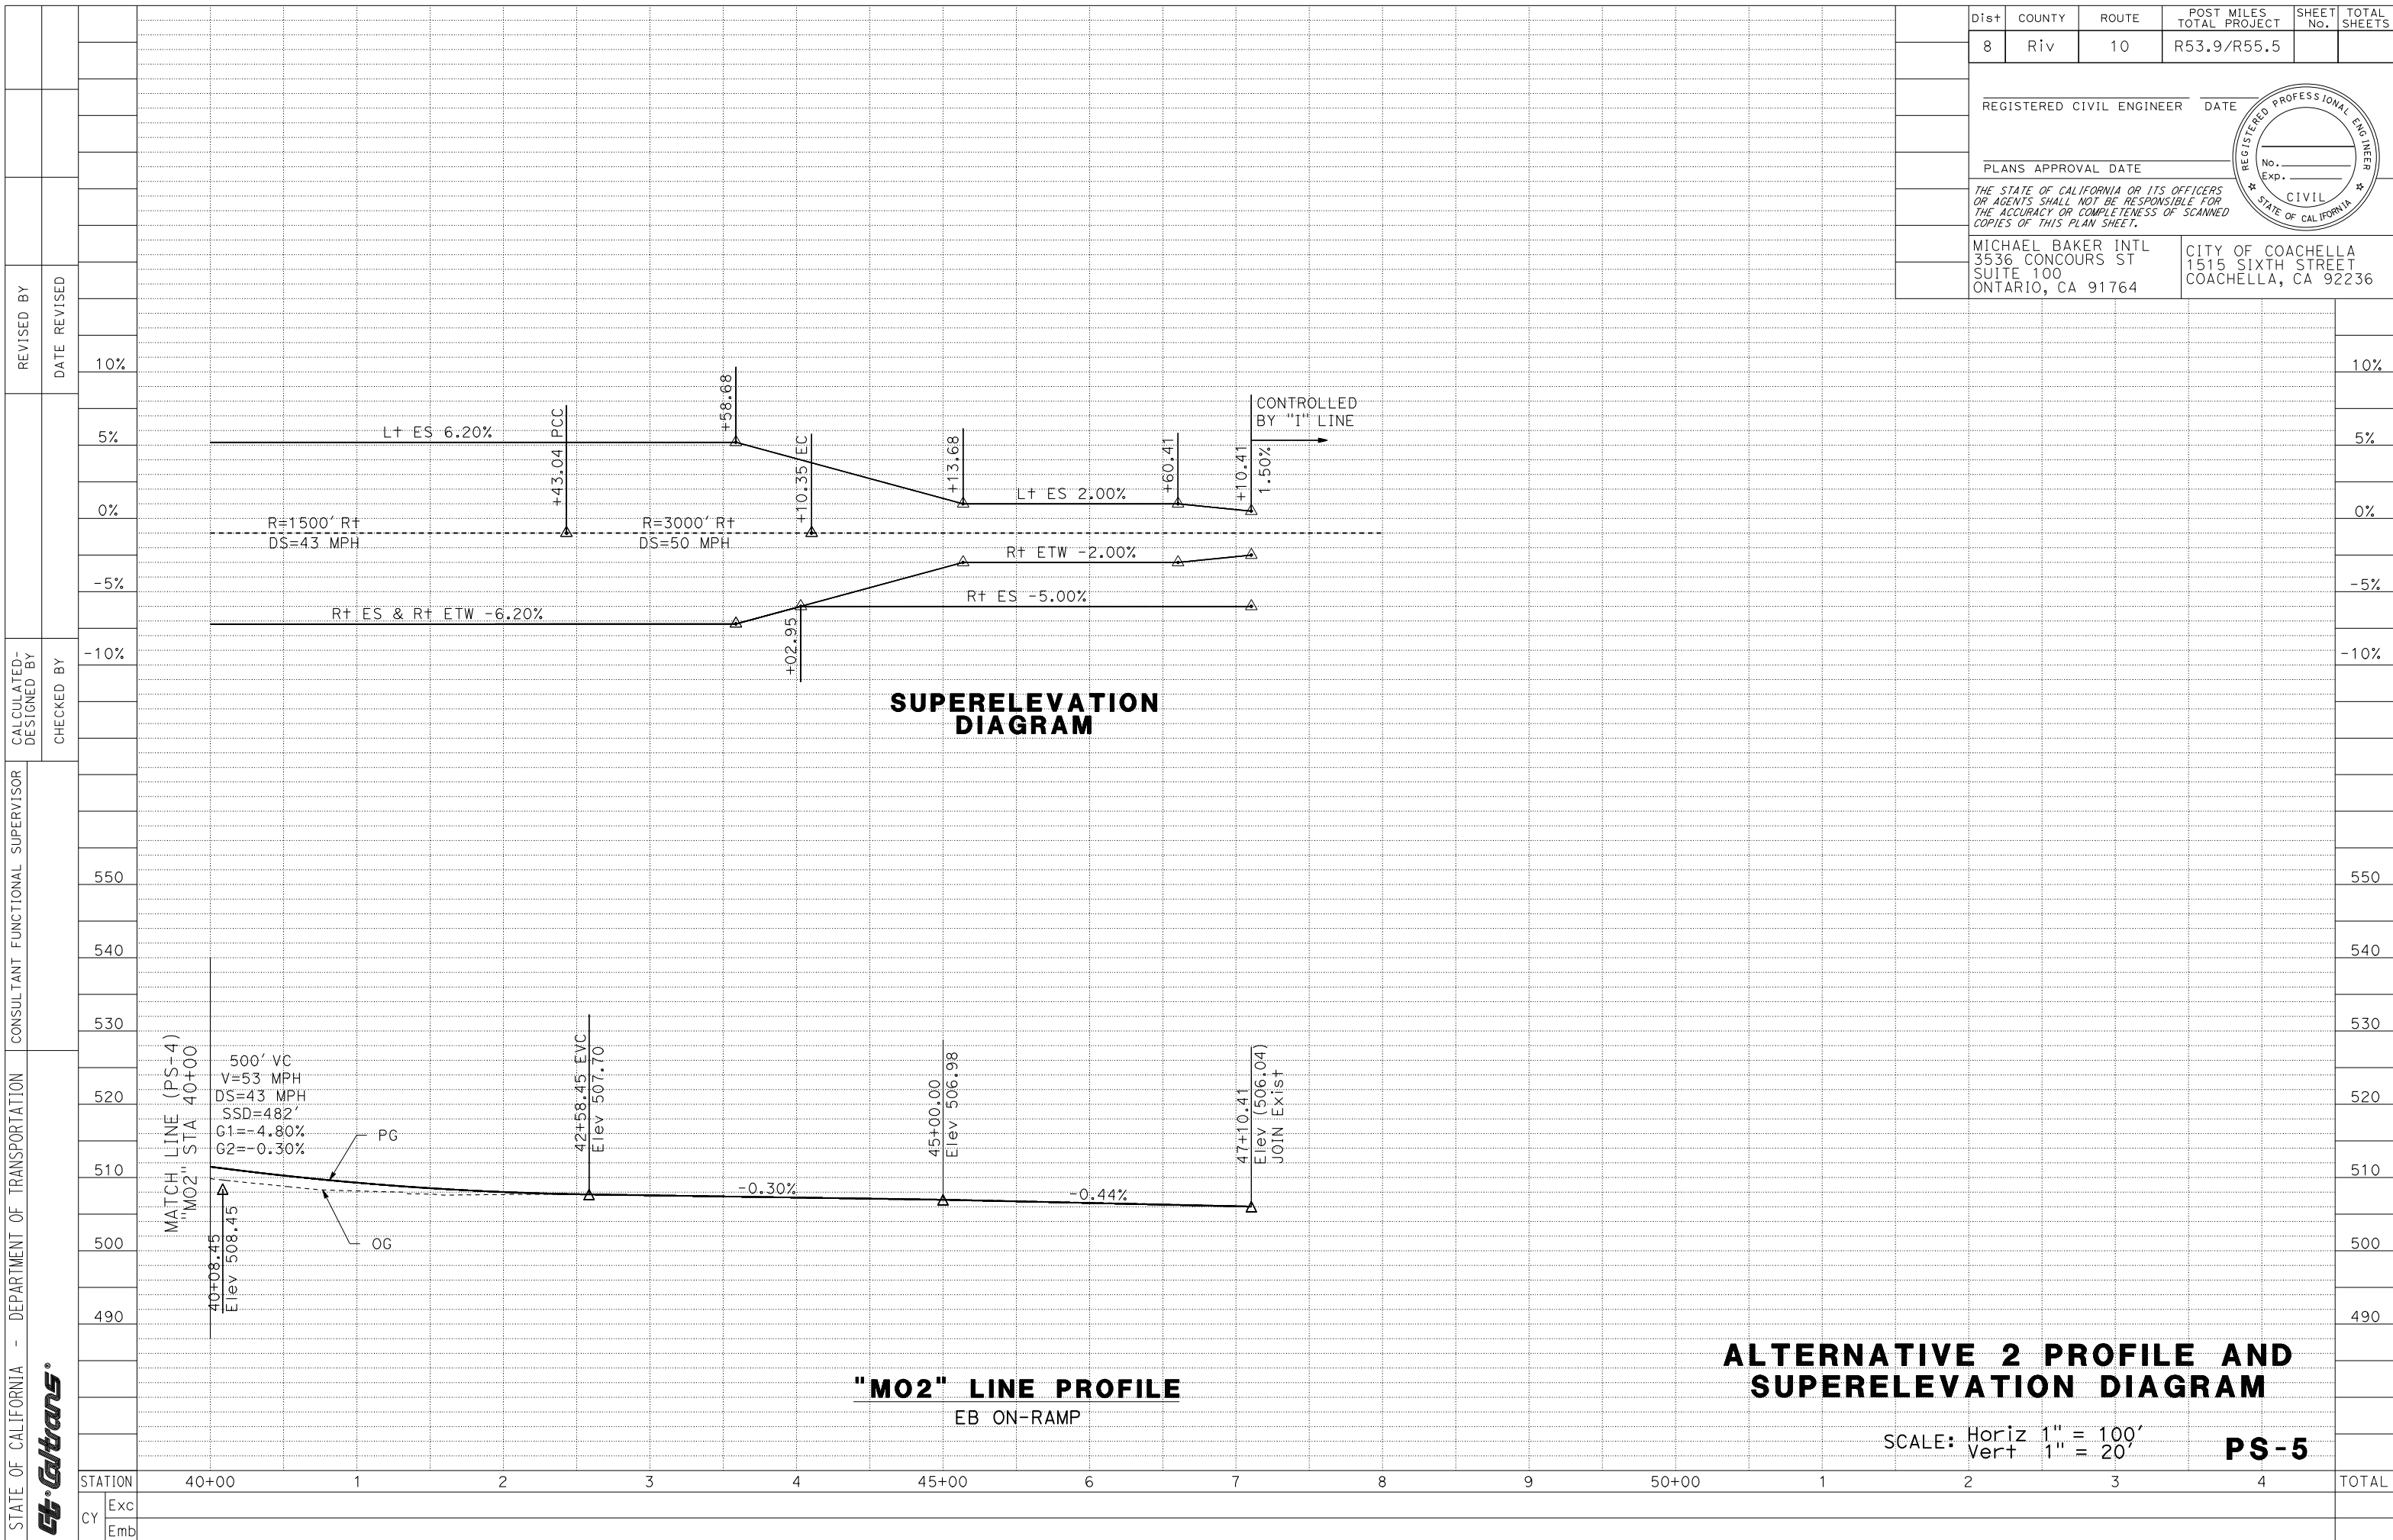 Dist COUNTY ROUTE POST MILES TOTAL PROJECT SHEET No. TOTAL SHEETS
8 Riv 10 R53.9/R55.5
REGISTERED CIVIL ENGINEER DATE
PLANS APPROVAL DATE
THE STATE OF CALIFORNIA OR ITS OFFICERS
OR AGENTS SHALL NOT BE RESPONSIBLE FOR
THE ACCURACY OR COMPLETENESS OF SCANNED
COPIES OF THIS PLAN SHEET.
REGISTERED PROFESSIONAL ENGINEER
No.
Exp.
CIVIL
STATE OF CALIFORNIA
MICHAEL BAKER INTL
3536 CONCOURS ST
SUITE 100
ONTARIO, CA 91764
CITY OF COACHELLA
1515 SIXTH STREET
COACHELLA, CA 92236
REVISED BY
DATE REVISED
CALCULATED-
DESIGNED BY
CHECKED BY
CONSULTANT FUNCTIONAL SUPERVISOR
STATE OF CALIFORNIA - DEPARTMENT OF TRANSPORTATION
Caltrans
10%
5%
0%
-5%
-10%
10%
5%
0%
-5%
-10%
Lt ES 6.20%
+43.04 PCC
+58.68
+10.35 EC
+13.68
+60.41
+10.41
1.50%
CONTROLLED
BY "I" LINE
Lt ES 2.00%
R=1500' Rt
DS=43 MPH
R=3000' Rt
DS=50 MPH
Rt ETW -2.00%
Rt ES -5.00%
Rt ES & Rt ETW -6.20%
+02.95
SUPERELEVATION
DIAGRAM
550
540
530
520
510
500
490
550
540
530
520
510
500
490
MATCH LINE (PS-4)
"MO2" STA 40+00
500' VC
V=53 MPH
DS=43 MPH
SSD=482'
G1=-4.80%
G2=-0.30%
PG
OG
40+08.45
Elev 508.45
42+58.45 EVC
Elev 507.70
-0.30%
45+00.00
Elev 506.98
-0.44%
47+10.41
Elev (506.04)
JOIN Exist
"MO2" LINE PROFILE
EB ON-RAMP
ALTERNATIVE 2 PROFILE AND
SUPERELEVATION DIAGRAM
SCALE: Horiz 1" = 100'
Vert 1" = 20'
PS-5
STATION 40+00 1 2 3 4 45+00 6 7 8 9 50+00 1 2 3 4 TOTAL
CY
Exc
Emb